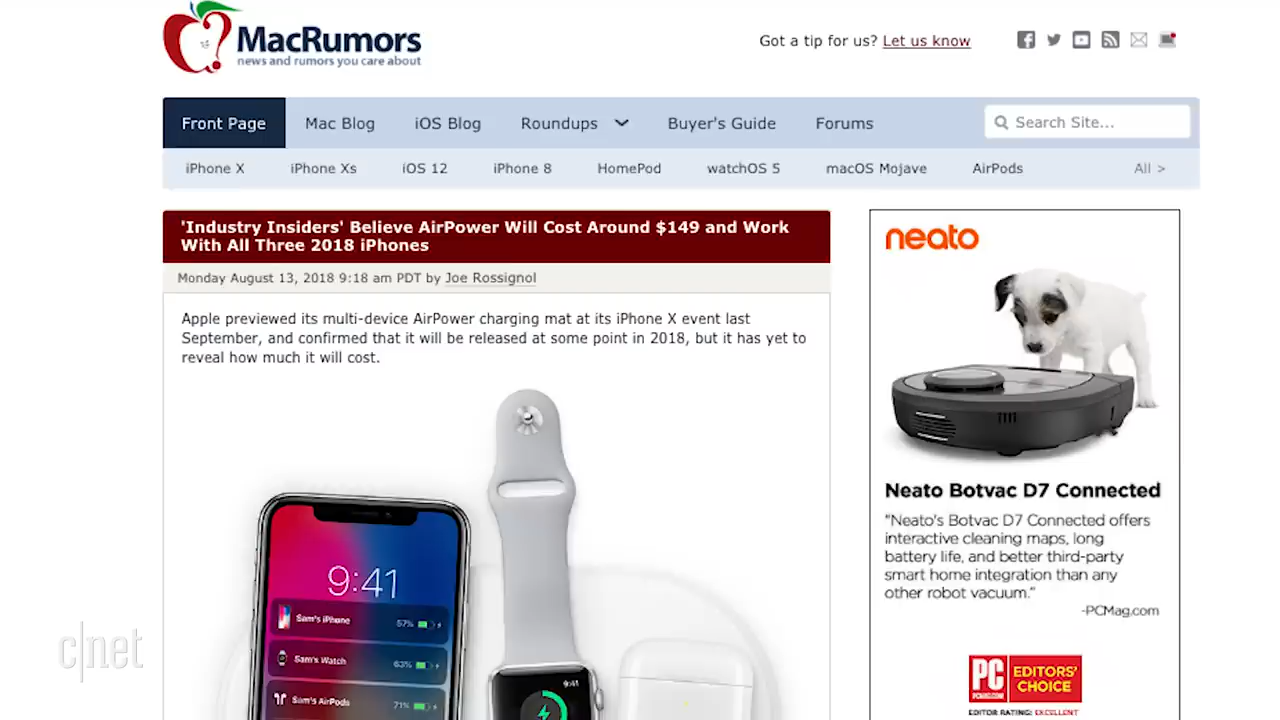 MacRumors
news and rumors you care about
Got a tip for us? Let us know
Front Page Mac Blog iOS Blog Roundups Buyer's Guide Forums Search Site...
iPhone X iPhone Xs iOS 12 iPhone 8 HomePod watchOS 5 macOS Mojave AirPods All >
'Industry Insiders' Believe AirPower Will Cost Around $149 and Work
With All Three 2018 iPhones
Monday August 13, 2018 9:18 am PDT by Joe Rossignol
Apple previewed its multi-device AirPower charging mat at its iPhone X event last
September, and confirmed that it will be released at some point in 2018, but it has yet to
reveal how much it will cost.
9:41
Sam's iPhone 57%
Sam's Watch 63%
Sam's AirPods 71%
9:41
c|net
neato
Neato Botvac D7 Connected
"Neato's Botvac D7 Connected offers
interactive cleaning maps, long
battery life, and better third-party
smart home integration than any
other robot vacuum."
-PCMag.com
PC
EDITORS'
CHOICE
EDITOR RATING: EXCELLENT